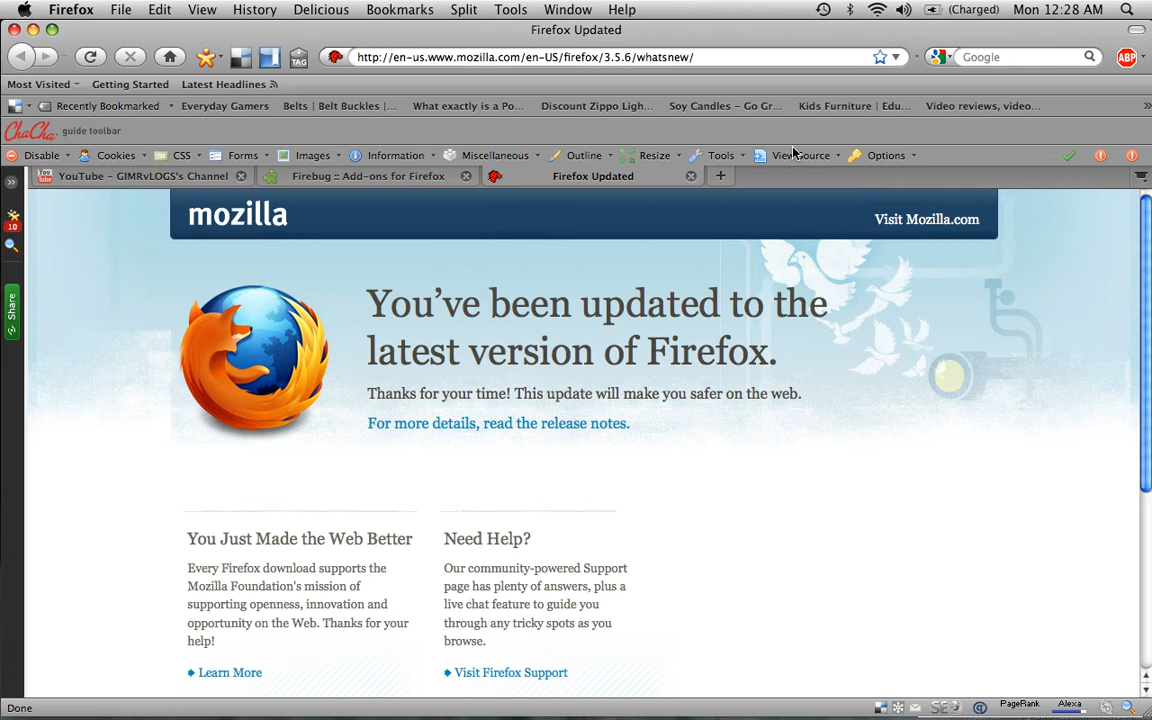 Firefox File Edit View History Delicious Bookmarks Split Tools Window Help (Charged) Mon 12:28 AM
Firefox Updated
TAG http://en-us.www.mozilla.com/en-US/firefox/3.5.6/whatsnew/ Google ABP
Most Visited Getting Started Latest Headlines
Recently Bookmarked Everyday Gamers Belts | Belt Buckles |... What exactly is a Po... Discount Zippo Ligh... Soy Candles – Go Gr... Kids Furniture | Edu... Video reviews, video... »
ChaCha guide toolbar
Disable Cookies CSS Forms Images Information Miscellaneous Outline Resize Tools View Source Options
You Tube YouTube – GIMRvLOGS's Channel Firebug :: Add-ons for Firefox Firefox Updated
10
Share
mozilla Visit Mozilla.com
You've been updated to the
latest version of Firefox.
Thanks for your time! This update will make you safer on the web.
For more details, read the release notes.
You Just Made the Web Better
Every Firefox download supports the
Mozilla Foundation's mission of
supporting openness, innovation and
opportunity on the Web. Thanks for your
help!
Learn More
Need Help?
Our community-powered Support
page has plenty of answers, plus a
live chat feature to guide you
through any tricky spots as you
browse.
Visit Firefox Support
Done SE @ PageRank Alexa